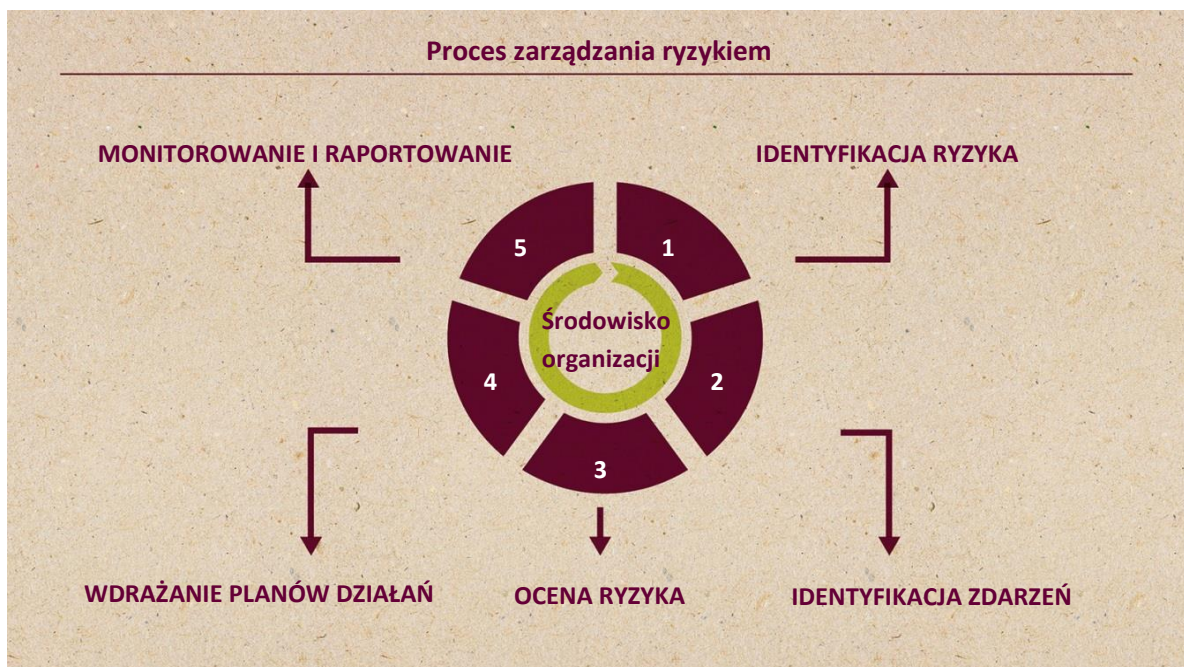 Proces zarządzania ryzykiem
MONITOROWANIE I RAPORTOWANIE
IDENTYFIKACJA RYZYKA
5
1
Środowisko
organizacji
4
2
3
WDRAŻANIE PLANÓW DZIAŁAŃ
OCENA RYZYKA
IDENTYFIKACJA ZDARZEŃ